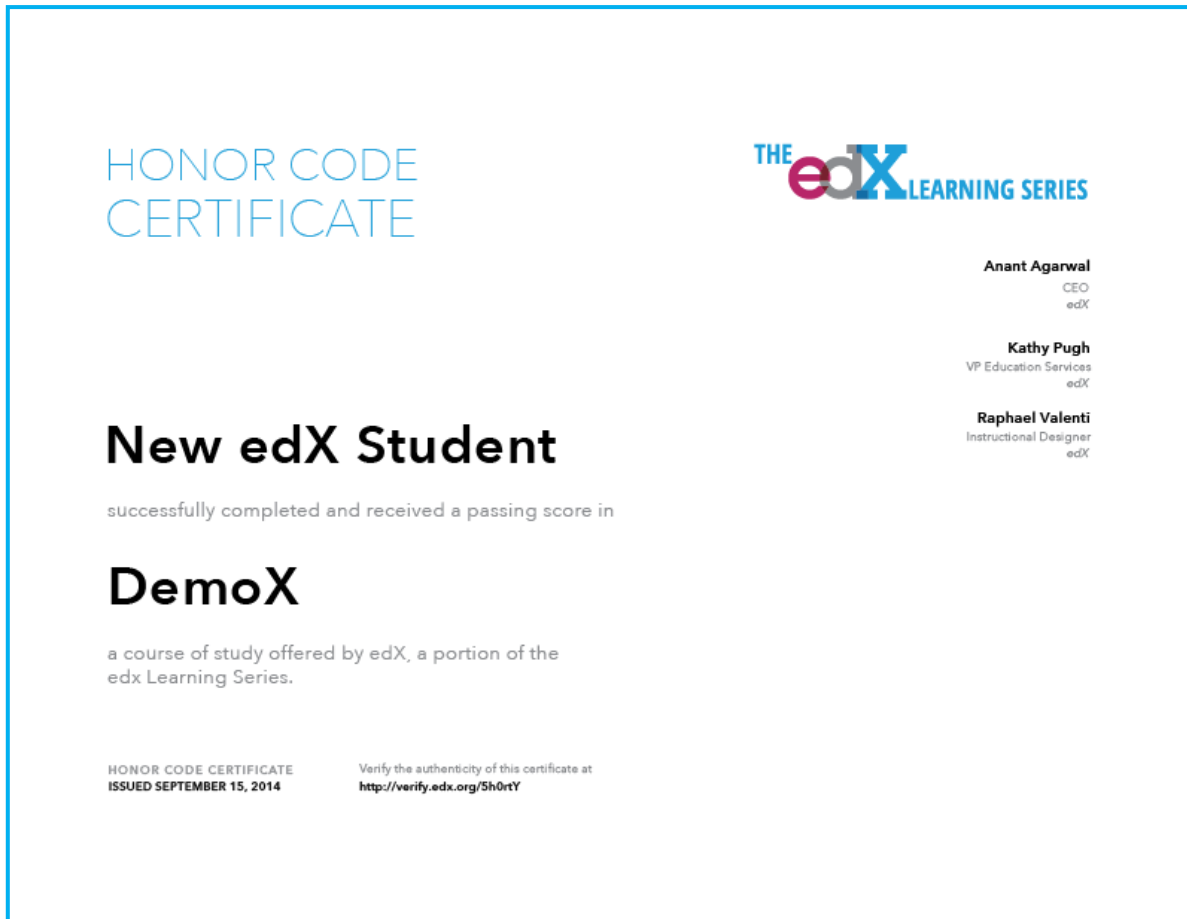 HONOR CODE
CERTIFICATE
THE edX LEARNING SERIES
Anant Agarwal
CEO
edX
Kathy Pugh
VP Education Services
edX
Raphael Valenti
Instructional Designer
edX
New edX Student
successfully completed and received a passing score in
DemoX
a course of study offered by edX, a portion of the
edx Learning Series.
HONOR CODE CERTIFICATE
ISSUED SEPTEMBER 15, 2014
Verify the authenticity of this certificate at
http://verify.edx.org/5h0rtY